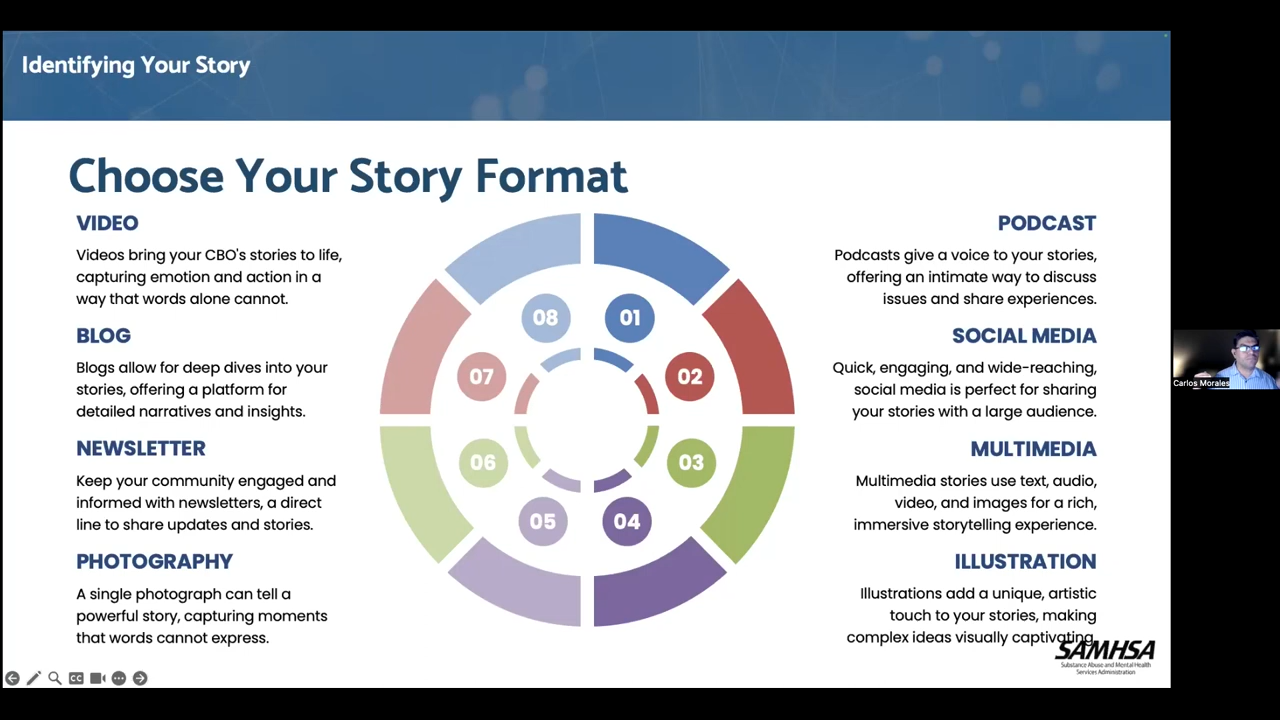 Identifying Your Story
Choose Your Story Format
VIDEO
Videos bring your CBO's stories to life,
capturing emotion and action in a
way that words alone cannot.
BLOG
Blogs allow for deep dives into your
stories, offering a platform for
detailed narratives and insights.
NEWSLETTER
Keep your community engaged and
informed with newsletters, a direct
line to share updates and stories.
PHOTOGRAPHY
A single photograph can tell a
powerful story, capturing moments
that words cannot express.
08
01
07
02
06
03
05
04
PODCAST
Podcasts give a voice to your stories,
offering an intimate way to discuss
issues and share experiences.
SOCIAL MEDIA
Quick, engaging, and wide-reaching,
social media is perfect for sharing
your stories with a large audience.
MULTIMEDIA
Multimedia stories use text, audio,
video, and images for a rich,
immersive storytelling experience.
ILLUSTRATION
Illustrations add a unique, artistic
touch to your stories, making
complex ideas visually captivating.
SAMHSA
Substance Abuse and Mental Health
Services Administration
CC
Carlos Morales